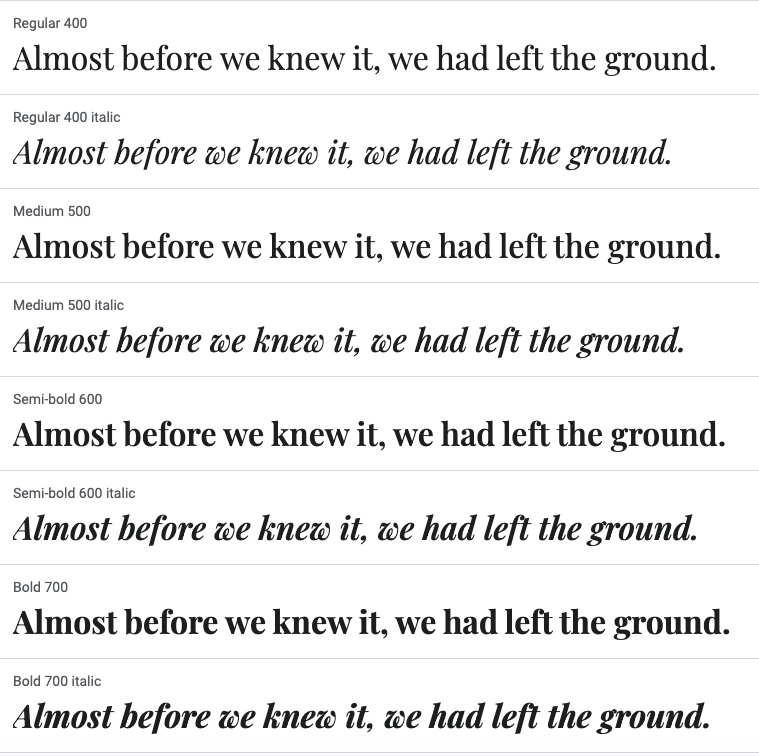 Regular 400
Almost before we knew it, we had left the ground.
Regular 400 italic
Almost before we knew it, we had left the ground.
Medium 500
Almost before we knew it, we had left the ground.
Medium 500 italic
Almost before we knew it, we had left the ground.
Semi-bold 600
Almost before we knew it, we had left the ground.
Semi-bold 600 italic
Almost before we knew it, we had left the ground.
Bold 700
Almost before we knew it, we had left the ground.
Bold 700 italic
Almost before we knew it, we had left the ground.